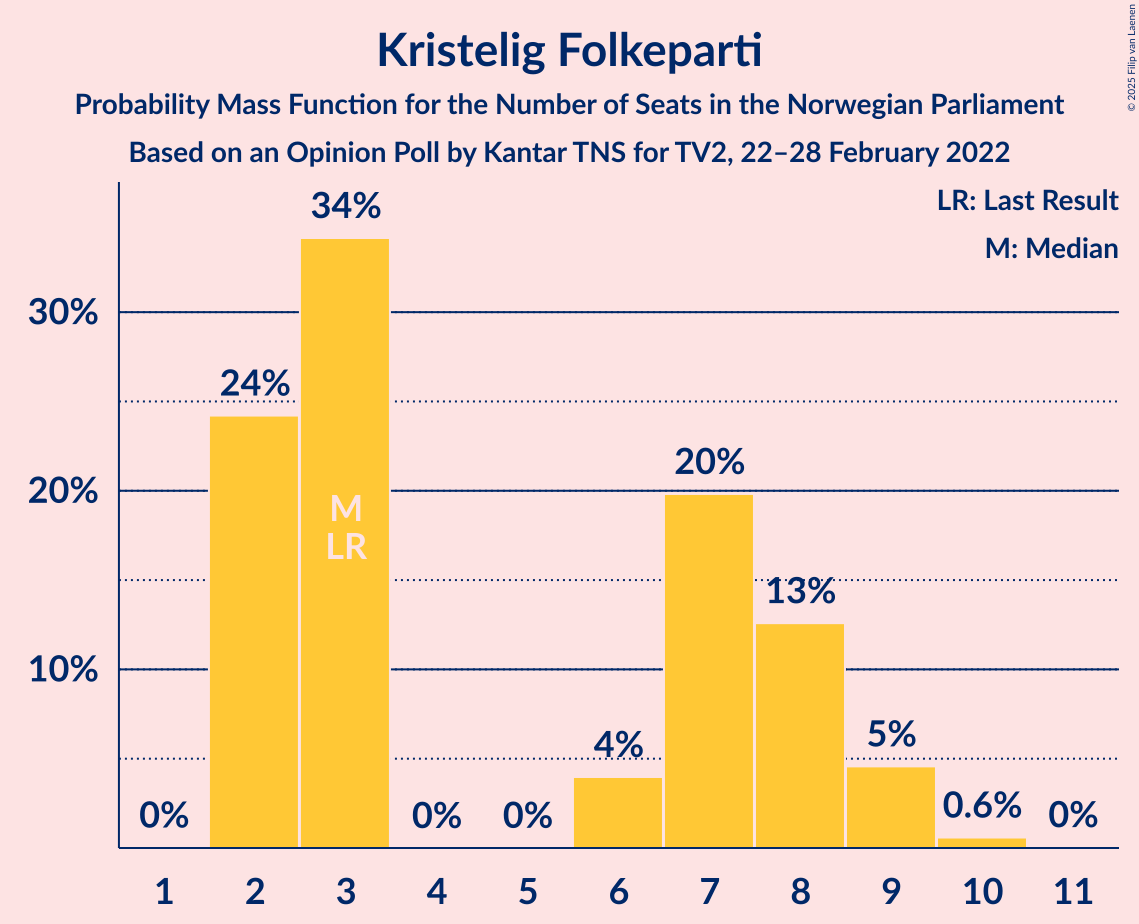 Kristelig Folkeparti
Probability Mass Function for the Number of Seats in the Norwegian Parliament
Based on an Opinion Poll by Kantar TNS for TV2, 22–28 February 2022
© 2025 Filip van Laenen
LR: Last Result
M: Median
34%
30%
24%
20%
20%
M
LR
13%
10%
5%
4%
0%
0%
0%
0.6%
0%
1 2 3 4 5 6 7 8 9 10 11